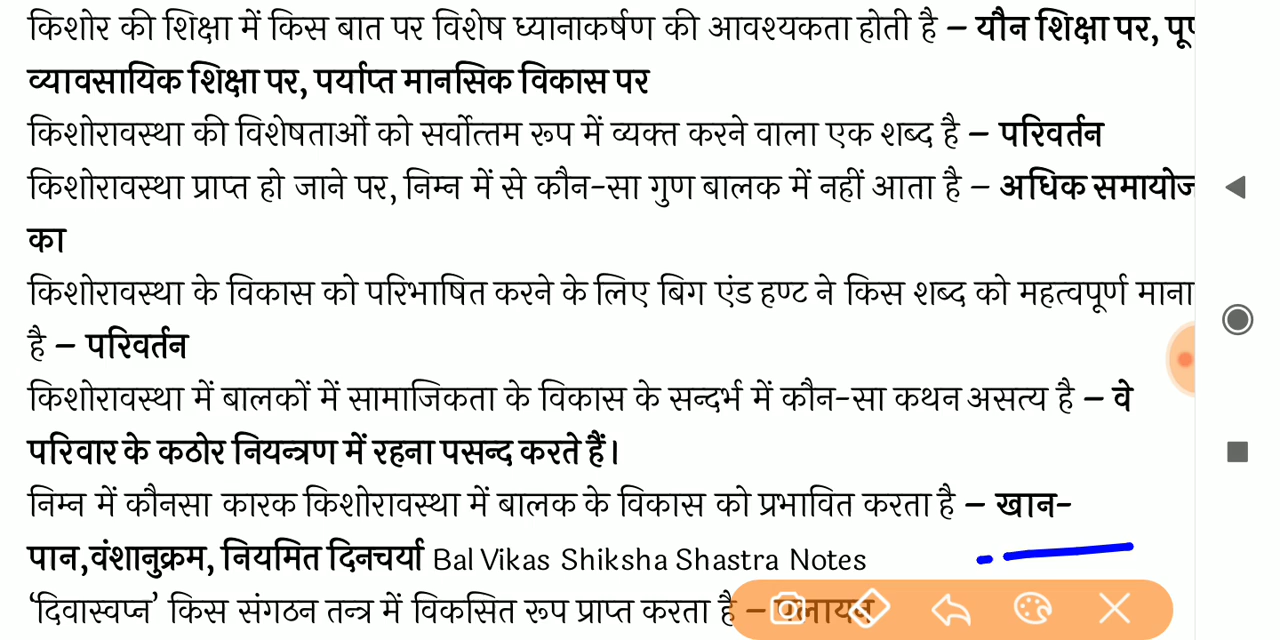 किशोर की शिक्षा में किस बात पर विशेष ध्यानाकर्षण की आवश्यकता होती है – यौन शिक्षा पर,
व्यावसायिक शिक्षा पर, पर्याप्त मानसिक विकास पर
किशोरावस्था की विशेषताओं को सर्वोत्तम रूप में व्यक्त करने वाला एक शब्द है – परिवर्तन
किशोरावस्था प्राप्त हो जाने पर, निम्न में से कौन-सा गुण बालक में नहीं आता है – अधिक
का
किशोरावस्था के विकास को परिभाषित करने के लिए बिग एंड हण्ट ने किस शब्द को महत्वपूर्ण माना
है – परिवर्तन
किशोरावस्था में बालकों में सामाजिकता के विकास के सन्दर्भ में कौन-सा कथन असत्य है – वे
परिवार के कठोर नियन्त्रण में रहना पसन्द करते हैं।
निम्न में कौनसा कारक किशोरावस्था में बालक के विकास को प्रभावित करता है – खान-
पान,वंशानुक्रम, नियमित दिनचर्या Bal Vikas Shiksha Shastra Notes
‘दिवास्वप्न’ किस संगठन तन्त्र में विकसित रूप प्राप्त करता है – पलायन